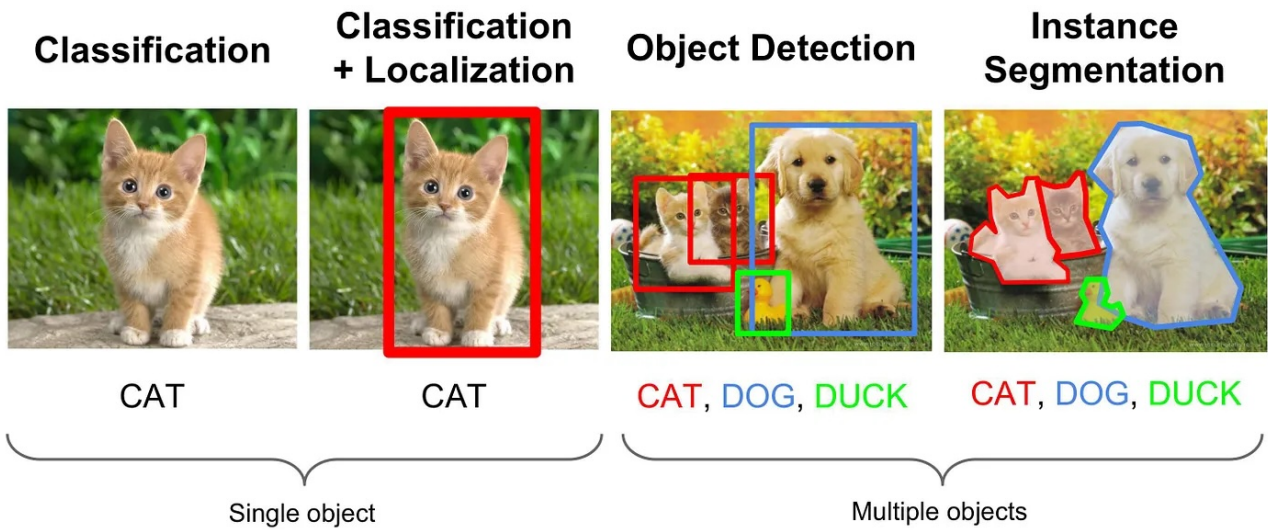 Classification
Classification
+ Localization
Object Detection
Instance
Segmentation
CAT
CAT
CAT, DOG, DUCK
CAT, DOG, DUCK
Single object
Multiple objects